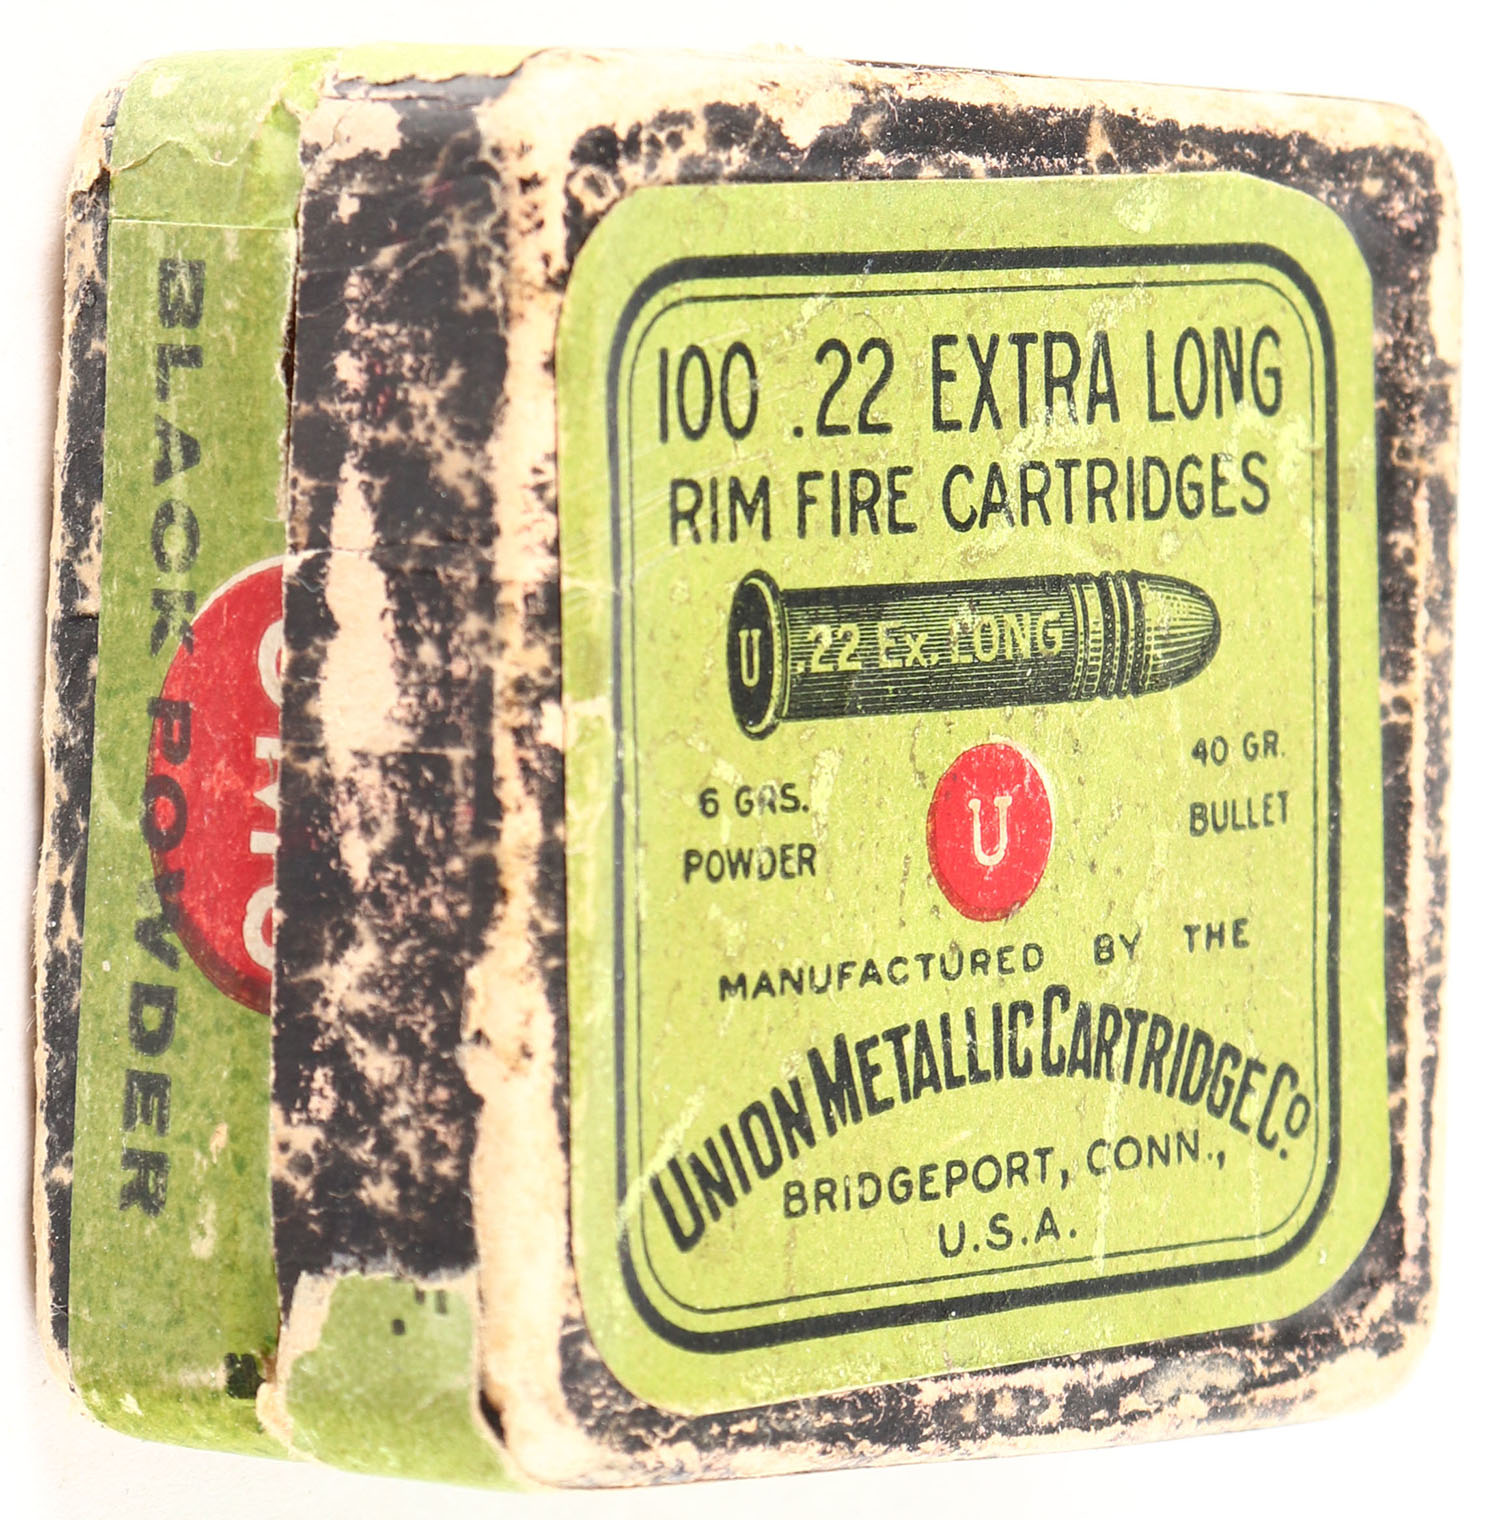 100 .22 EXTRA LONG
RIM FIRE CARTRIDGES
U .22 Ex. LONG
6 GRS.
POWDER
U
40 GR.
BULLET
MANUFACTURED BY THE
UNION METALLIC CARTRIDGE Co.
BRIDGEPORT, CONN.,
U.S.A.
BLACK POWDER
UMC